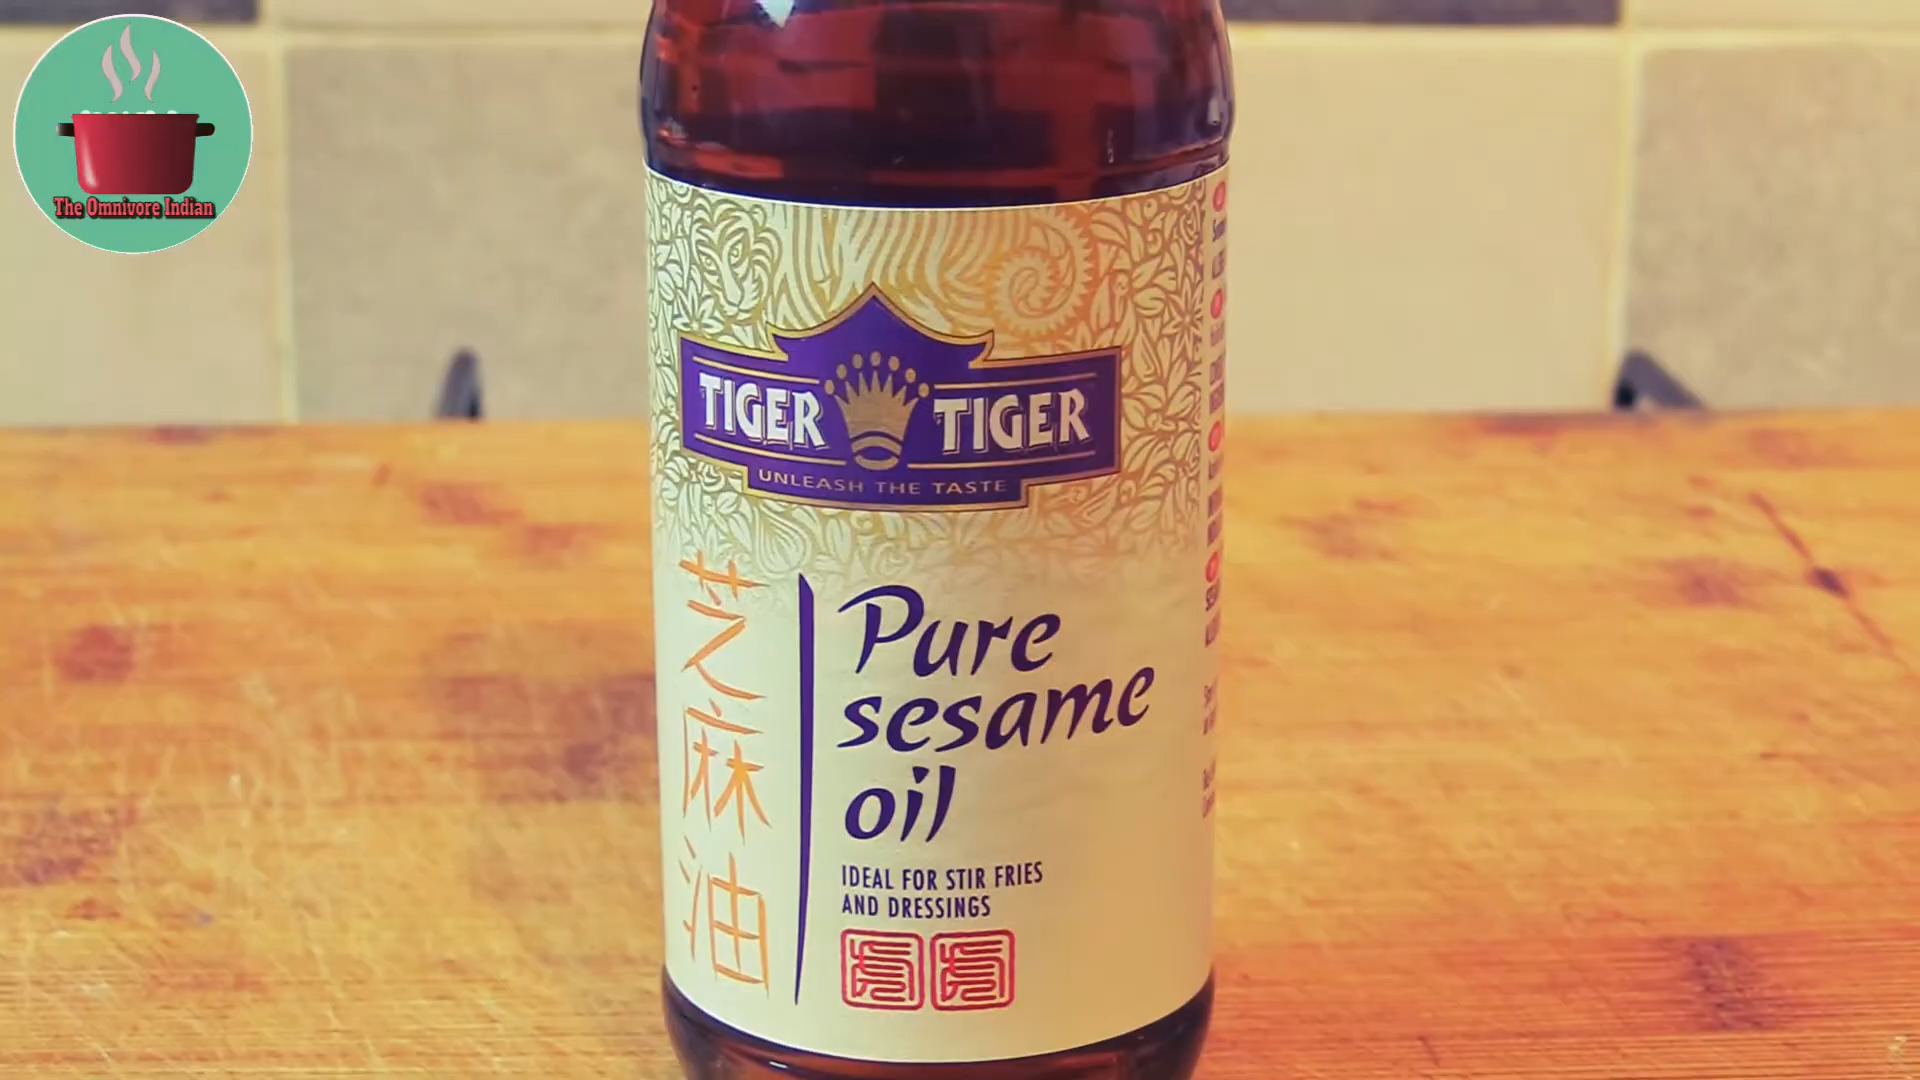 The Omnivore Indian
TIGER TIGER
UNLEASH THE TASTE
芝麻油
Pure
sesame
oil
IDEAL FOR STIR FRIES
AND DRESSINGS